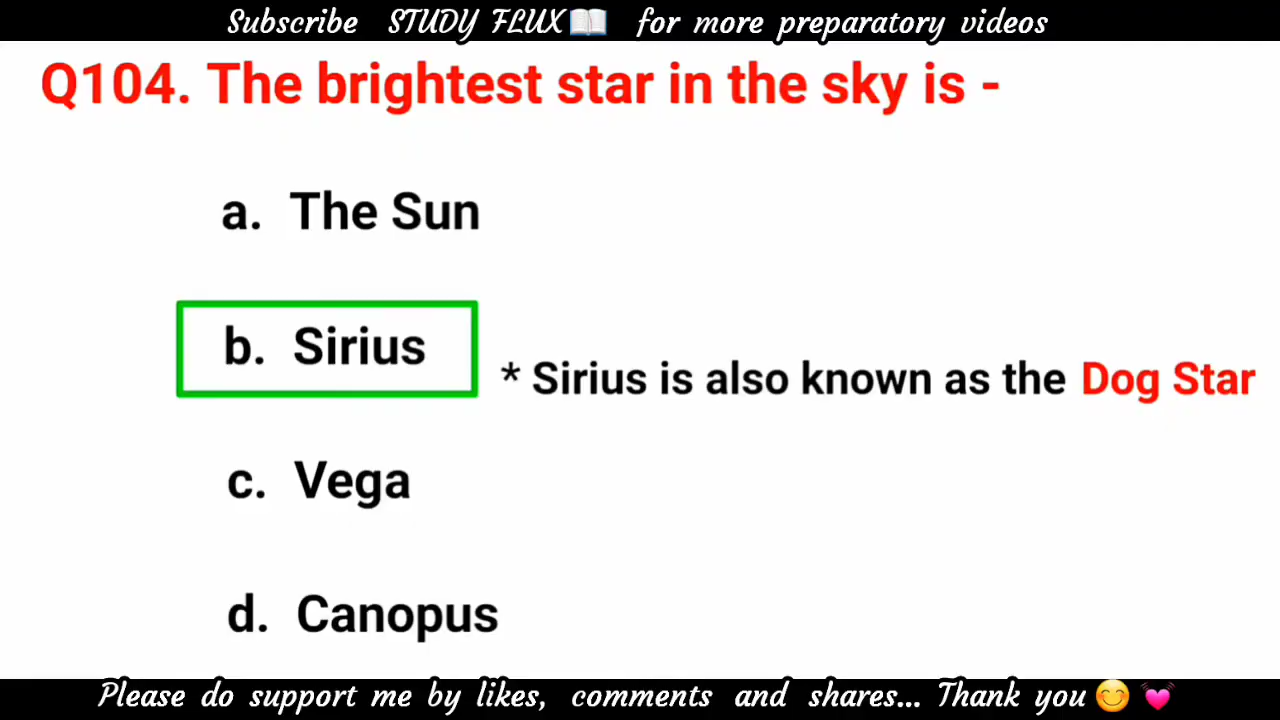 Subscribe STUDY FLUX📖 for more preparatory videos
Q104. The brightest star in the sky is -
a. The Sun
b. Sirius
* Sirius is also known as the Dog Star
c. Vega
d. Canopus
Please do support me by likes, comments and shares... Thank you😊💓